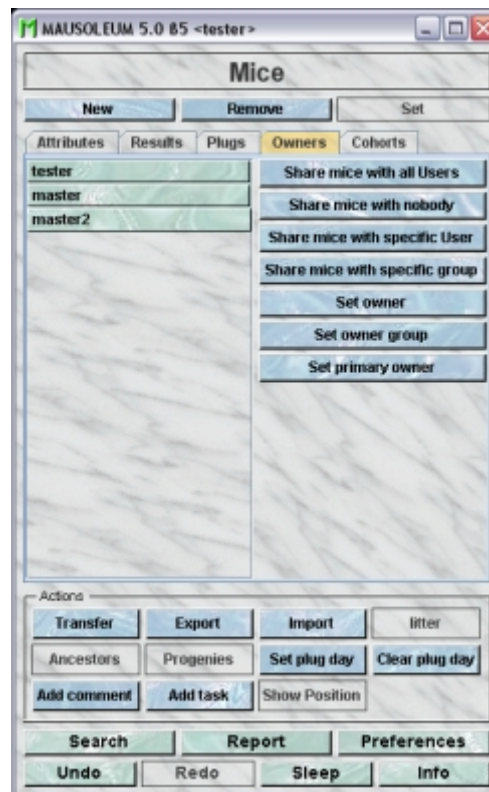 MAUSOLEUM 5.0 ß5 <tester>
Mice
New Remove Set
Attributes Results Plugs Owners Cohorts
tester
master
master2
Share mice with all Users
Share mice with nobody
Share mice with specific User
Share mice with specific group
Set owner
Set owner group
Set primary owner
Actions
Transfer Export Import litter
Ancestors Progenies Set plug day Clear plug day
Add comment Add task Show Position
Search Report Preferences
Undo Redo Sleep Info